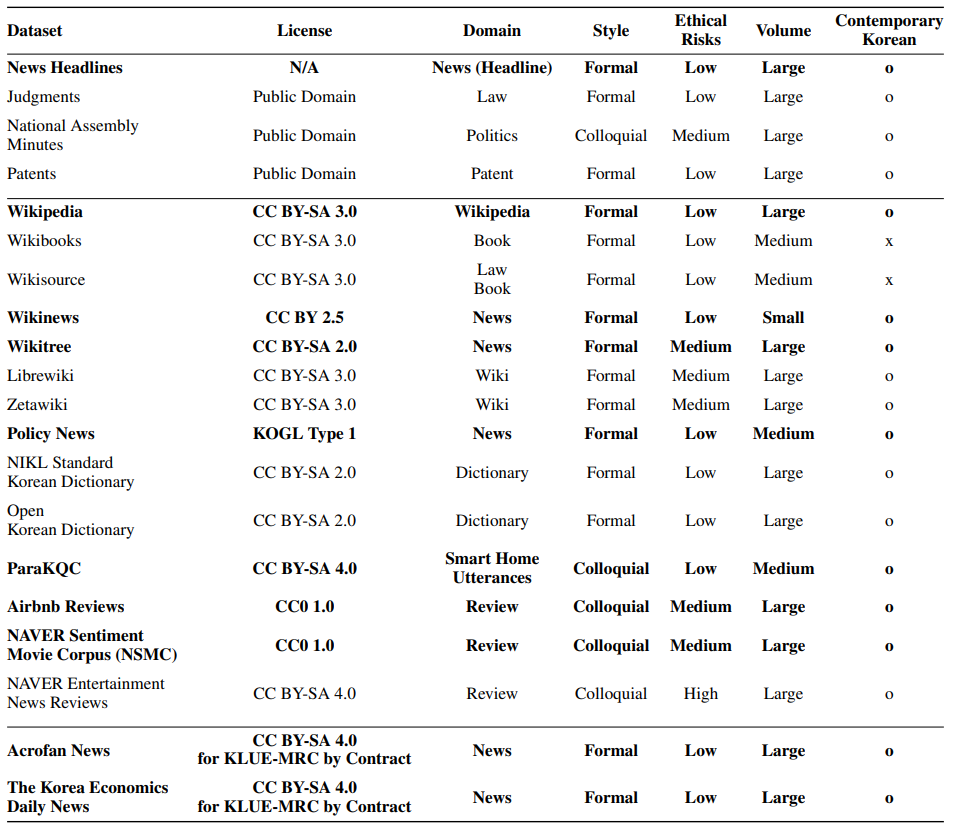 Dataset License Domain Style Ethical Risks Volume Contemporary Korean
News Headlines N/A News (Headline) Formal Low Large o
Judgments Public Domain Law Formal Low Large o
National Assembly Minutes Public Domain Politics Colloquial Medium Large o
Patents Public Domain Patent Formal Low Large o
Wikipedia CC BY-SA 3.0 Wikipedia Formal Low Large o
Wikibooks CC BY-SA 3.0 Book Formal Low Medium x
Wikisource CC BY-SA 3.0 Law Book Formal Low Medium x
Wikinews CC BY 2.5 News Formal Low Small o
Wikitree CC BY-SA 2.0 News Formal Medium Large o
Librewiki CC BY-SA 3.0 Wiki Formal Medium Large o
Zetawiki CC BY-SA 3.0 Wiki Formal Medium Large o
Policy News KOGL Type 1 News Formal Low Medium o
NIKL Standard Korean Dictionary CC BY-SA 2.0 Dictionary Formal Low Large o
Open Korean Dictionary CC BY-SA 2.0 Dictionary Formal Low Large o
ParaKQC CC BY-SA 4.0 Smart Home Utterances Colloquial Low Medium o
Airbnb Reviews CC0 1.0 Review Colloquial Medium Large o
NAVER Sentiment Movie Corpus (NSMC) CC0 1.0 Review Colloquial Medium Large o
NAVER Entertainment News Reviews CC BY-SA 4.0 Review Colloquial High Large o
Acrofan News CC BY-SA 4.0 for KLUE-MRC by Contract News Formal Low Large o
The Korea Economics Daily News CC BY-SA 4.0 for KLUE-MRC by Contract News Formal Low Large o